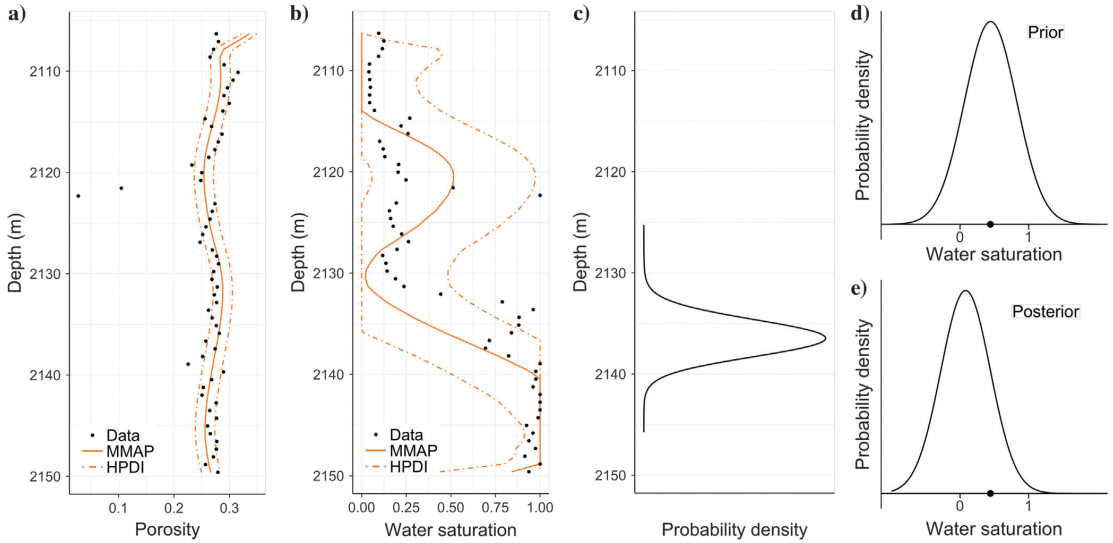 a)
Depth (m)
2110
2120
2130
2140
2150
0.1
0.2
0.3
Porosity
Data
MMAP
HPDI
b)
Depth (m)
2110
2120
2130
2140
2150
0.00
0.25
0.50
0.75
1.00
Water saturation
Data
MMAP
HPDI
c)
Depth (m)
2110
2120
2130
2140
2150
Probability density
d)
Prior
Probability density
0
1
Water saturation
e)
Posterior
Probability density
0
1
Water saturation